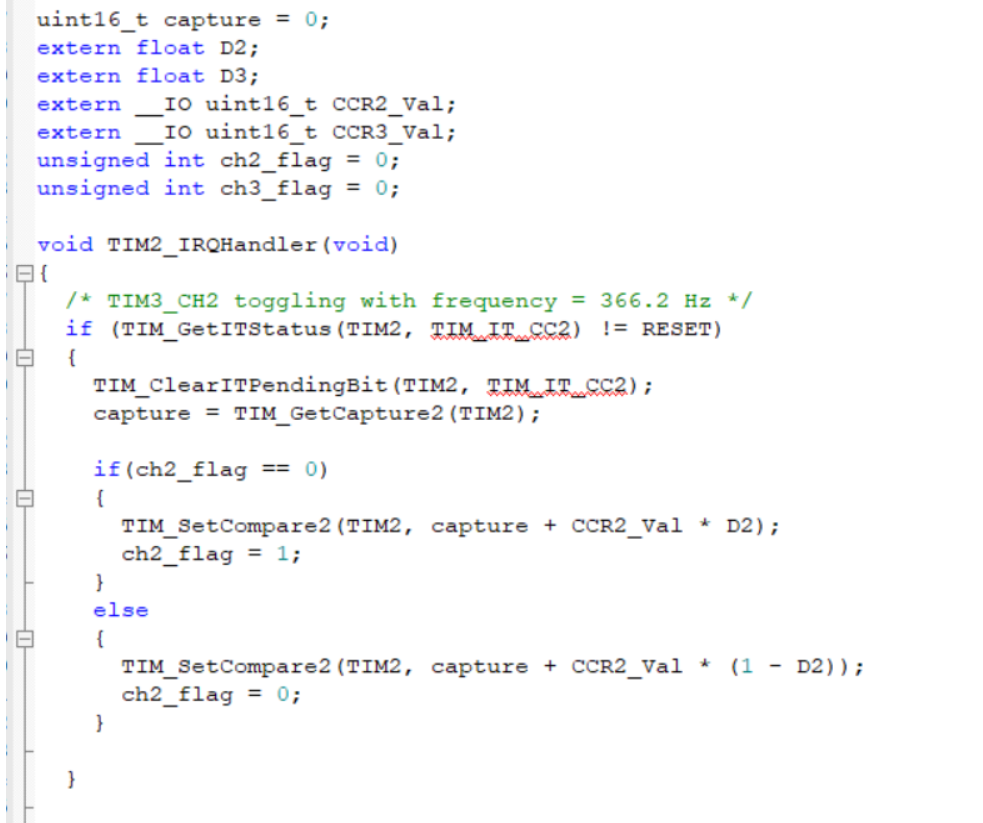 uint16_t capture = 0;
extern float D2;
extern float D3;
extern __IO uint16_t CCR2_Val;
extern __IO uint16_t CCR3_Val;
unsigned int ch2_flag = 0;
unsigned int ch3_flag = 0;
void TIM2_IRQHandler(void)
{
/* TIM3_CH2 toggling with frequency = 366.2 Hz */
if (TIM_GetITStatus(TIM2, TIM_IT_CC2) != RESET)
{
TIM_ClearITPendingBit(TIM2, TIM_IT_CC2);
capture = TIM_GetCapture2(TIM2);
if(ch2_flag == 0)
{
TIM_SetCompare2(TIM2, capture + CCR2_Val * D2);
ch2_flag = 1;
}
else
{
TIM_SetCompare2(TIM2, capture + CCR2_Val * (1 - D2));
ch2_flag = 0;
}
}